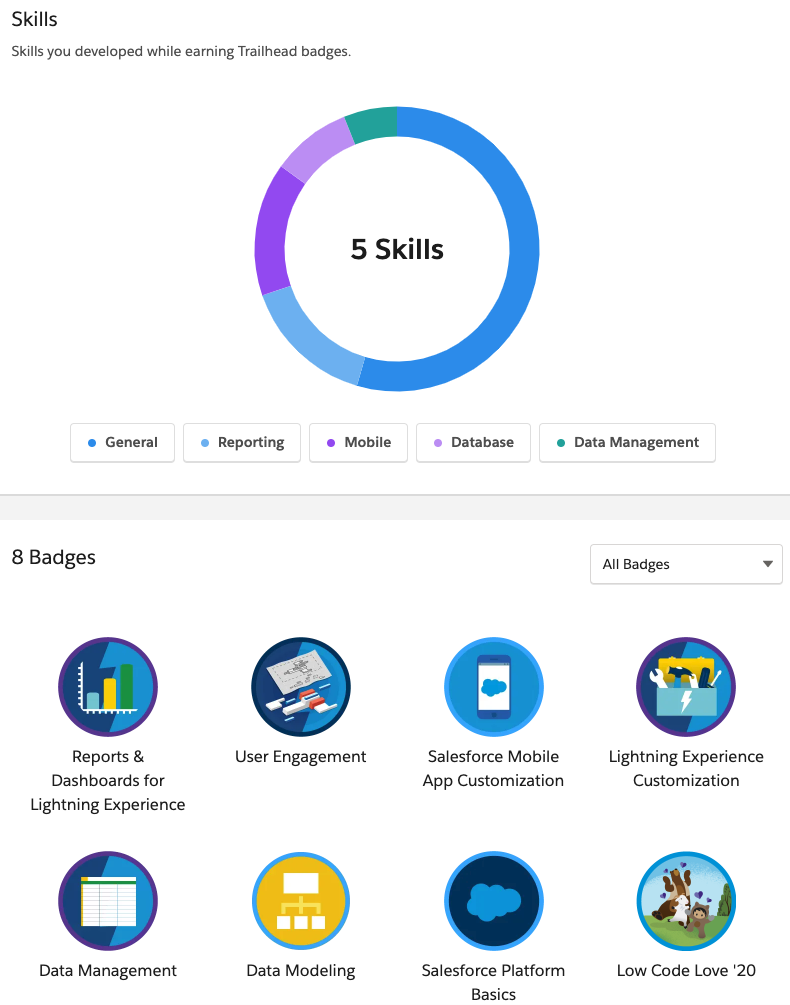 Skills
Skills you developed while earning Trailhead badges.
5 Skills
General
Reporting
Mobile
Database
Data Management
8 Badges
All Badges
Reports &
Dashboards for
Lightning Experience
User Engagement
Salesforce Mobile
App Customization
Lightning Experience
Customization
Data Management
Data Modeling
Salesforce Platform
Basics
Low Code Love '20